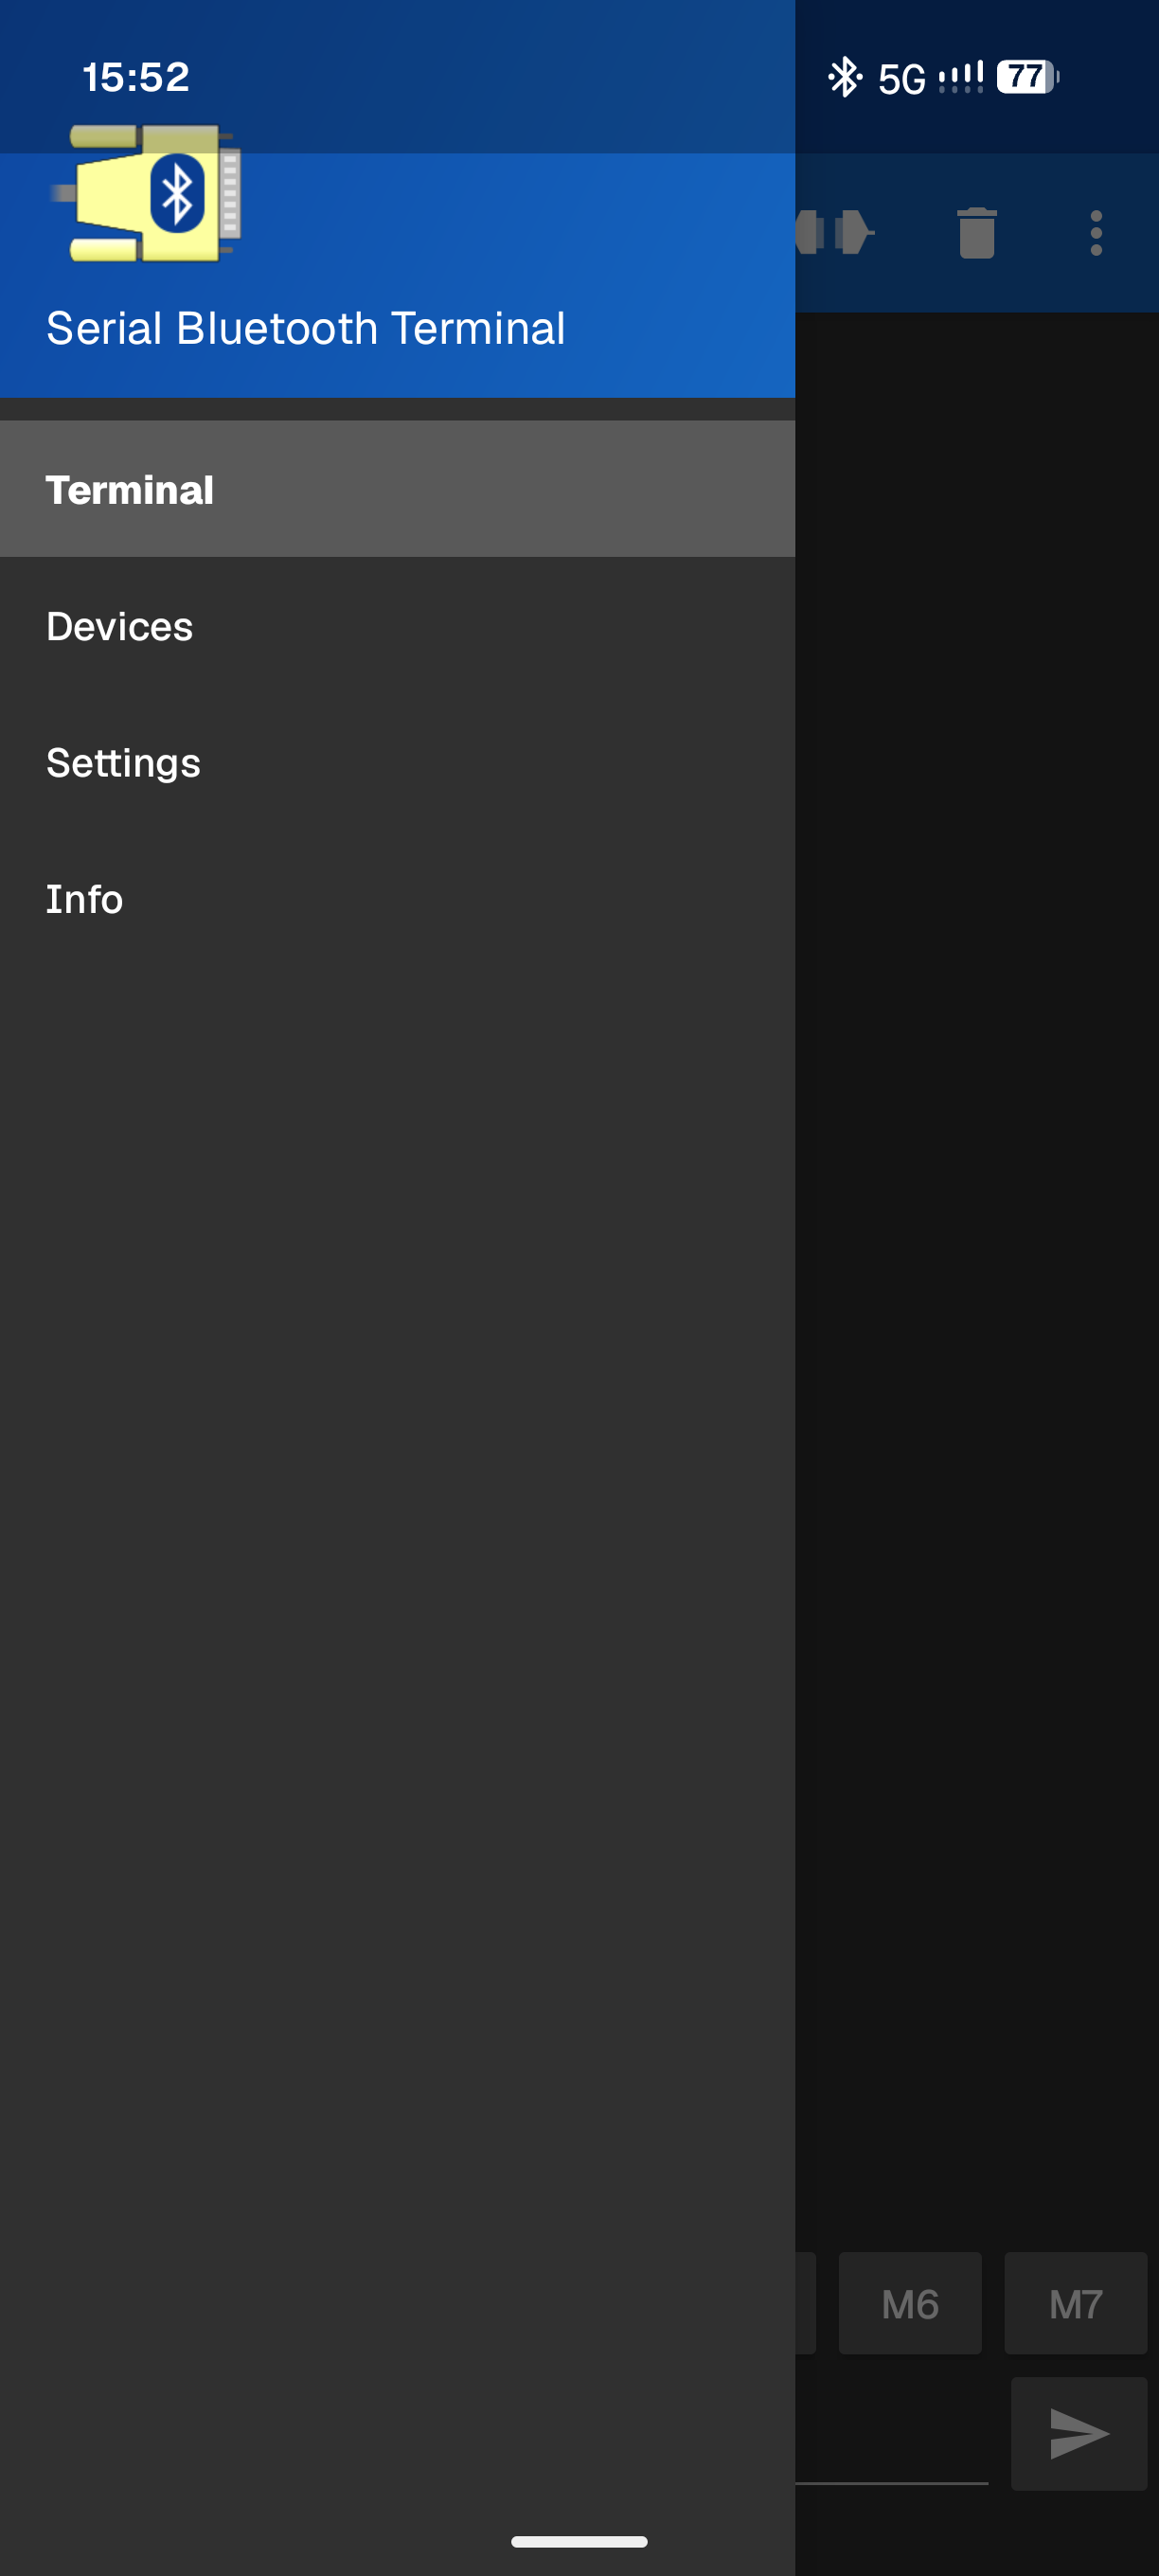 15:52
5G
77
Serial Bluetooth Terminal
Terminal
Devices
Settings
Info
M6
M7